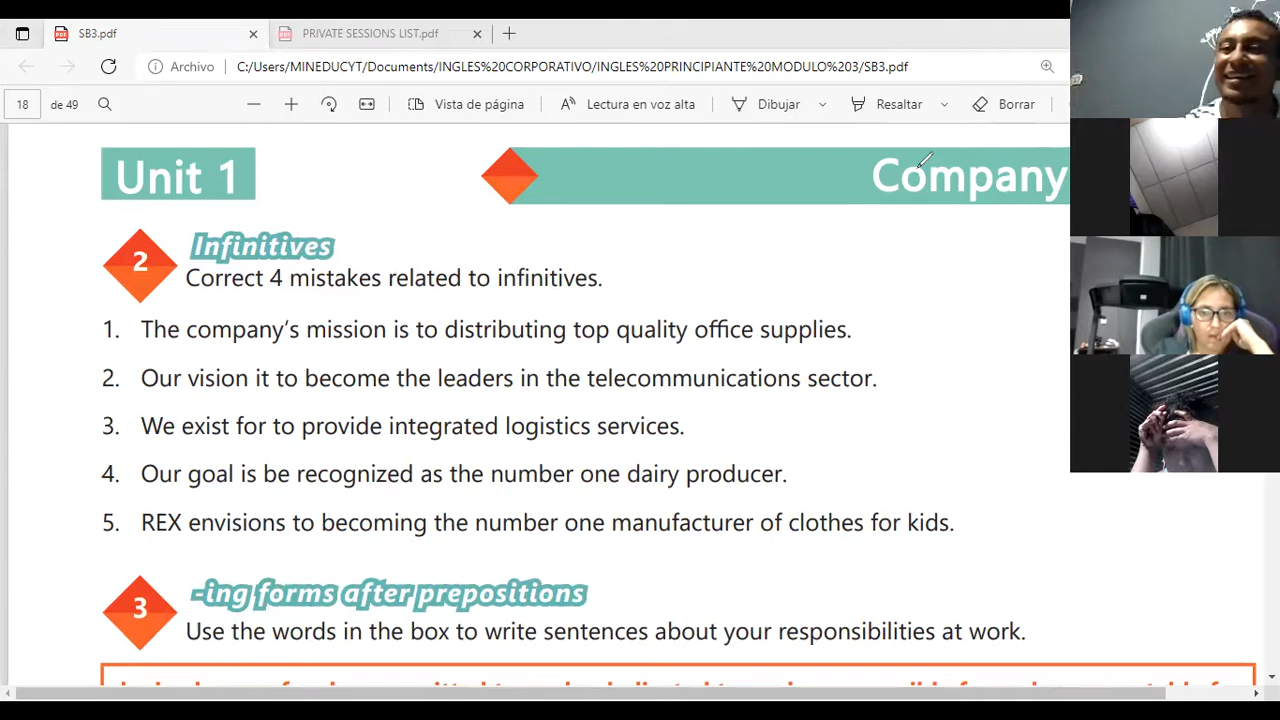 SB3.pdf
PRIVATE SESSIONS LIST.pdf
Archivo
C:/Users/MINEDUCYT/Documents/INGLES%20CORPORATIVO/INGLES%20PRINCIPIANTE%20MODULO%203/SB3.pdf
18 de 49
Vista de página
Lectura en voz alta
Dibujar
Resaltar
Borrar
Unit 1
Company
2 Infinitives
Correct 4 mistakes related to infinitives.
1. The company's mission is to distributing top quality office supplies.
2. Our vision it to become the leaders in the telecommunications sector.
3. We exist for to provide integrated logistics services.
4. Our goal is be recognized as the number one dairy producer.
5. REX envisions to becoming the number one manufacturer of clothes for kids.
3 -ing forms after prepositions
Use the words in the box to write sentences about your responsibilities at work.